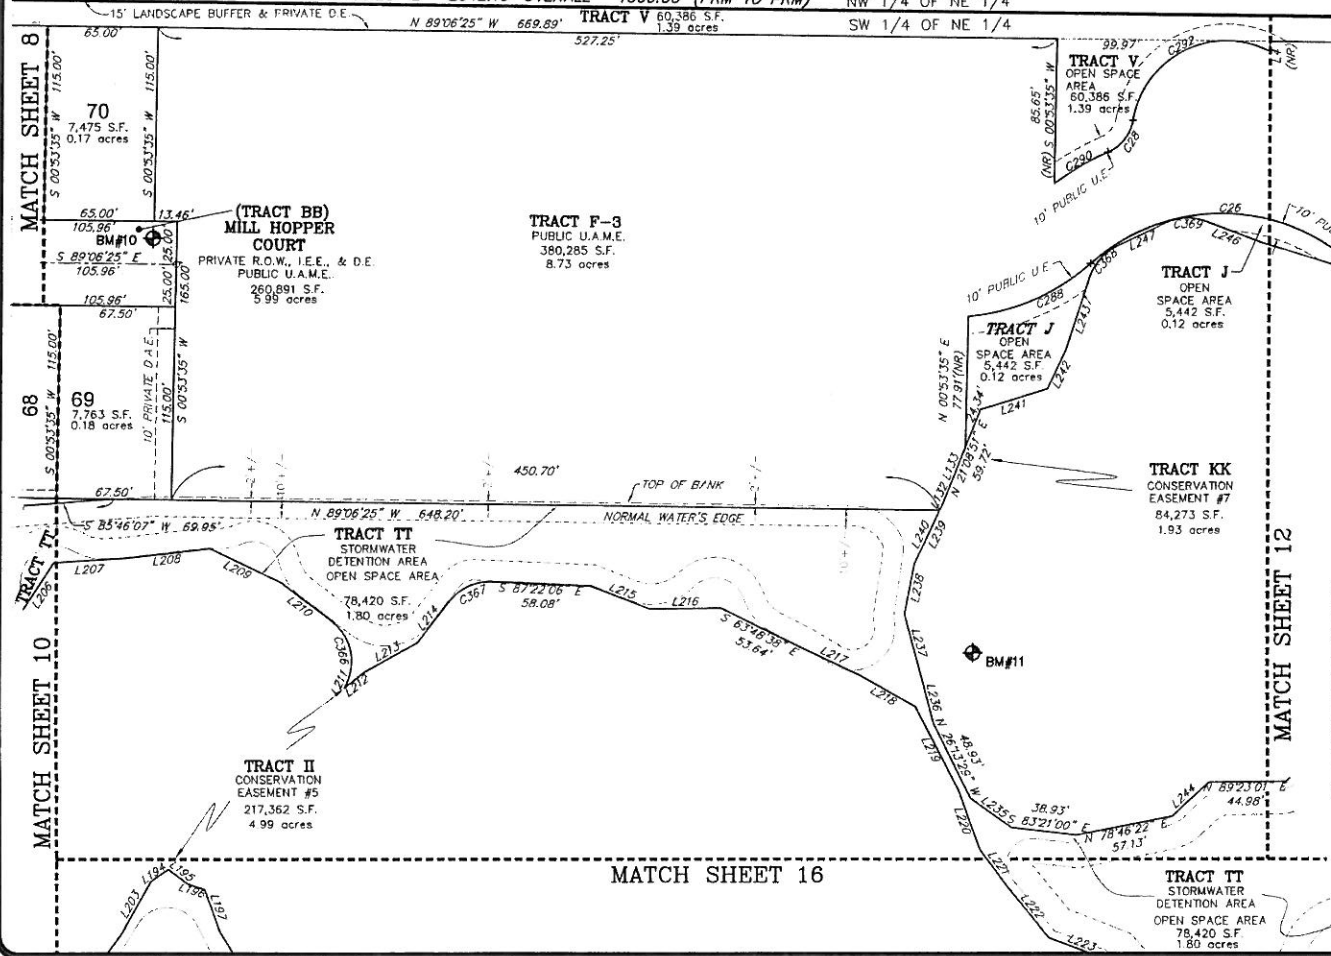 15' LANDSCAPE BUFFER & PRIVATE D.E.
N 89°06'25" W 669.89'
TRACT V 60,386 S.F.
1.39 acres
527.25'
NW 1/4 OF NE 1/4
SW 1/4 OF NE 1/4
MATCH SHEET 8
65.00'
S 00°53'35" W 115.00'
70
7,475 S.F.
0.17 acres
S 00°53'35" W 115.00'
65.00'
13.46'
105.96'
BM#10
S 89°06'25" E
105.96'
105.96'
67.50'
25.00'
25.00'
165.00'
(TRACT BB)
MILL HOPPER
COURT
PRIVATE R.O.W., I.E.E., & D.E.
PUBLIC U.A.M.E.
260,891 S.F.
5.99 acres
TRACT F-3
PUBLIC U.A.M.E.
380,285 S.F.
8.73 acres
99.97'
C292
L4
(NR)
TRACT V
OPEN SPACE
AREA
60,386 S.F.
1.39 acres
85.65'
(NR) S 00°53'35" W
C290
C28
10' PUBLIC U.E.
C26
C369
L247
L246
C368
TRACT J
OPEN
SPACE AREA
5,442 S.F.
0.12 acres
10' PUBLIC U.E.
C288
L243
TRACT J
OPEN
SPACE AREA
5,442 S.F.
0.12 acres
N 00°53'35" E
77.91'(NR)
L242
L241
24.34'
N 21°08'51" E
59.72'
L133
L132
TRACT KK
CONSERVATION
EASEMENT #7
84,273 S.F.
1.93 acres
68
S 00°53'35" W 115.00'
69
7,763 S.F.
0.18 acres
10' PRIVATE D.A.E.
115.00'
S 00°53'35" W
67.50'
450.70'
TOP OF BANK
N 89°06'25" W 648.20'
NORMAL WATER'S EDGE
S 85°46'07" W 69.95'
TRACT TT
STORMWATER
DETENTION AREA
OPEN SPACE AREA
78,420 S.F.
1.80 acres
TRACT TT
L206
L207
L208
L209
L210
C366
L211
L212
L213
L214
C367
S 87°22'06" E
58.08'
L215
L216
S 63°48'38" E
53.64'
L217
L218
L240
L239
L238
L237
L236
BM#11
N 26°13'29" W
48.93'
L219
L220
L235
38.93'
S 83°21'00" E
N 78°46'22" E
57.13'
L244
N 89°23'01" E
44.98'
MATCH SHEET 12
MATCH SHEET 10
TRACT II
CONSERVATION
EASEMENT #5
217,362 S.F.
4.99 acres
MATCH SHEET 16
L203
L194
L195
L196
L197
L221
L222
L223
TRACT TT
STORMWATER
DETENTION AREA
OPEN SPACE AREA
78,420 S.F.
1.80 acres